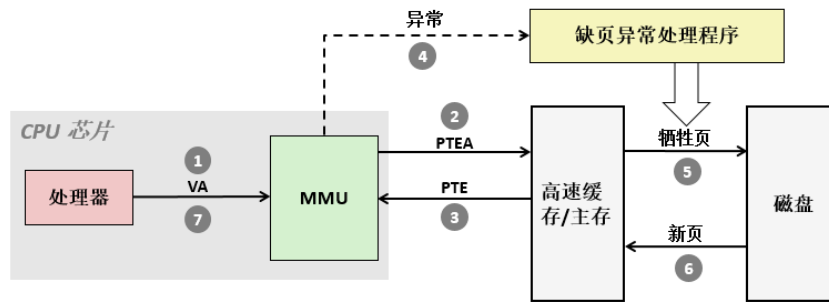 异常
4
缺页异常处理程序
CPU 芯片
1
VA
7
处理器
MMU
2
PTEA
PTE
3
高速缓
存/主存
牺牲页
5
新页
6
磁盘